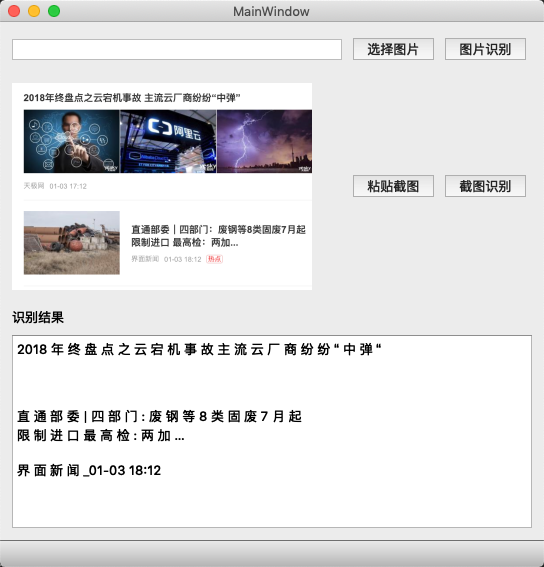 MainWindow
选择图片
图片识别
2018年终盘点之云宕机事故 主流云厂商纷纷“中弹”
阿里云
天极网 01-03 17:12
粘贴截图
截图识别
直通部委｜四部门：废钢等8类固废7月起
限制进口 最高检：两加...
界面新闻 01-03 18:12 热点
识别结果
2018 年 终 盘 点 之 云 宕 机 事 故 主 流 云 厂 商 纷 纷 “ 中 弹 “
直 通 部 委 | 四 部 门 : 废 钢 等 8 类 固 废 7 月 起
限 制 进 口 最 高 检 : 两 加 ...
界 面 新 闻 _01-03 18:12